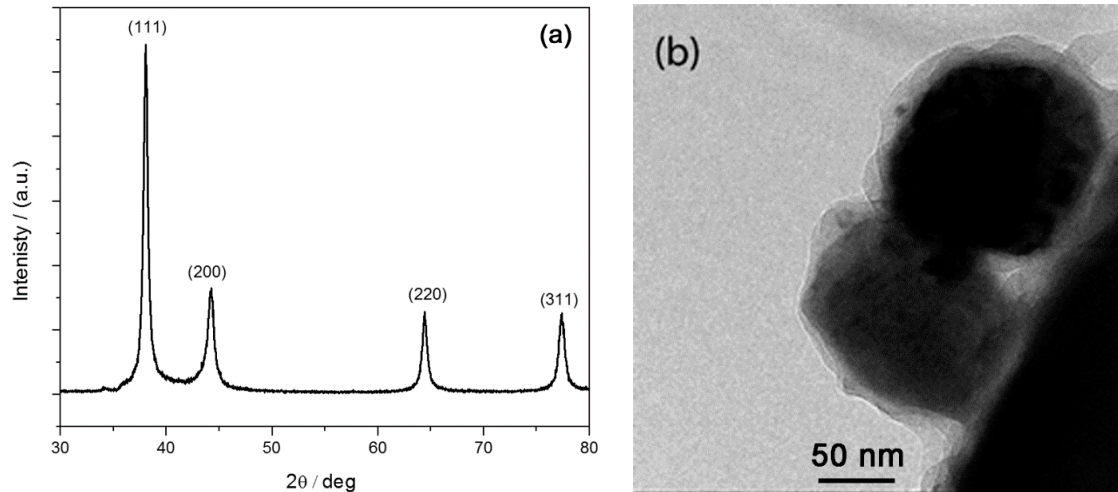 (a)
(111)
(200)
(220)
(311)
Intenisty / (a.u.)
30 40 50 60 70 80
2θ / deg
(b)
50 nm